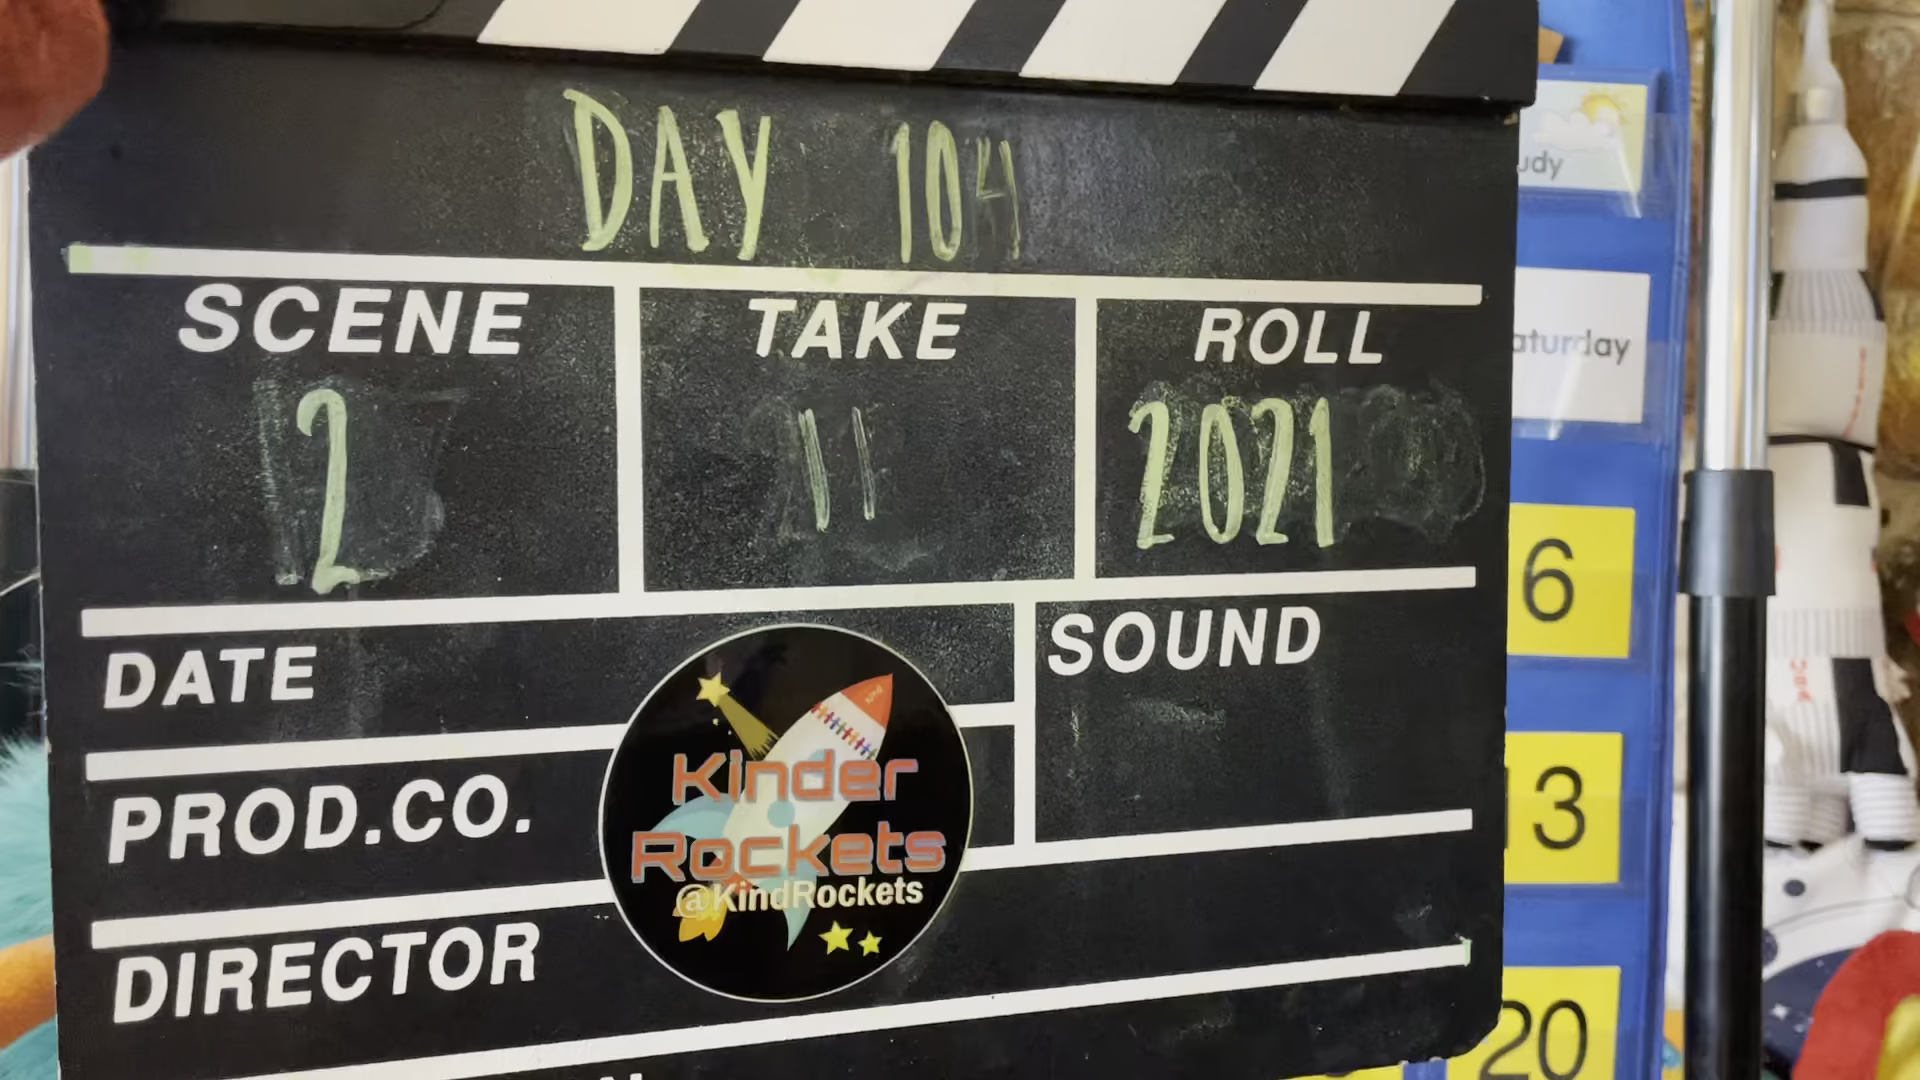 DAY 104
SCENE
TAKE
ROLL
2
11
2021
DATE
SOUND
PROD.CO.
DIRECTOR
Kinder
Rockets
@KindRockets
udy
aturday
6
13
20
USA